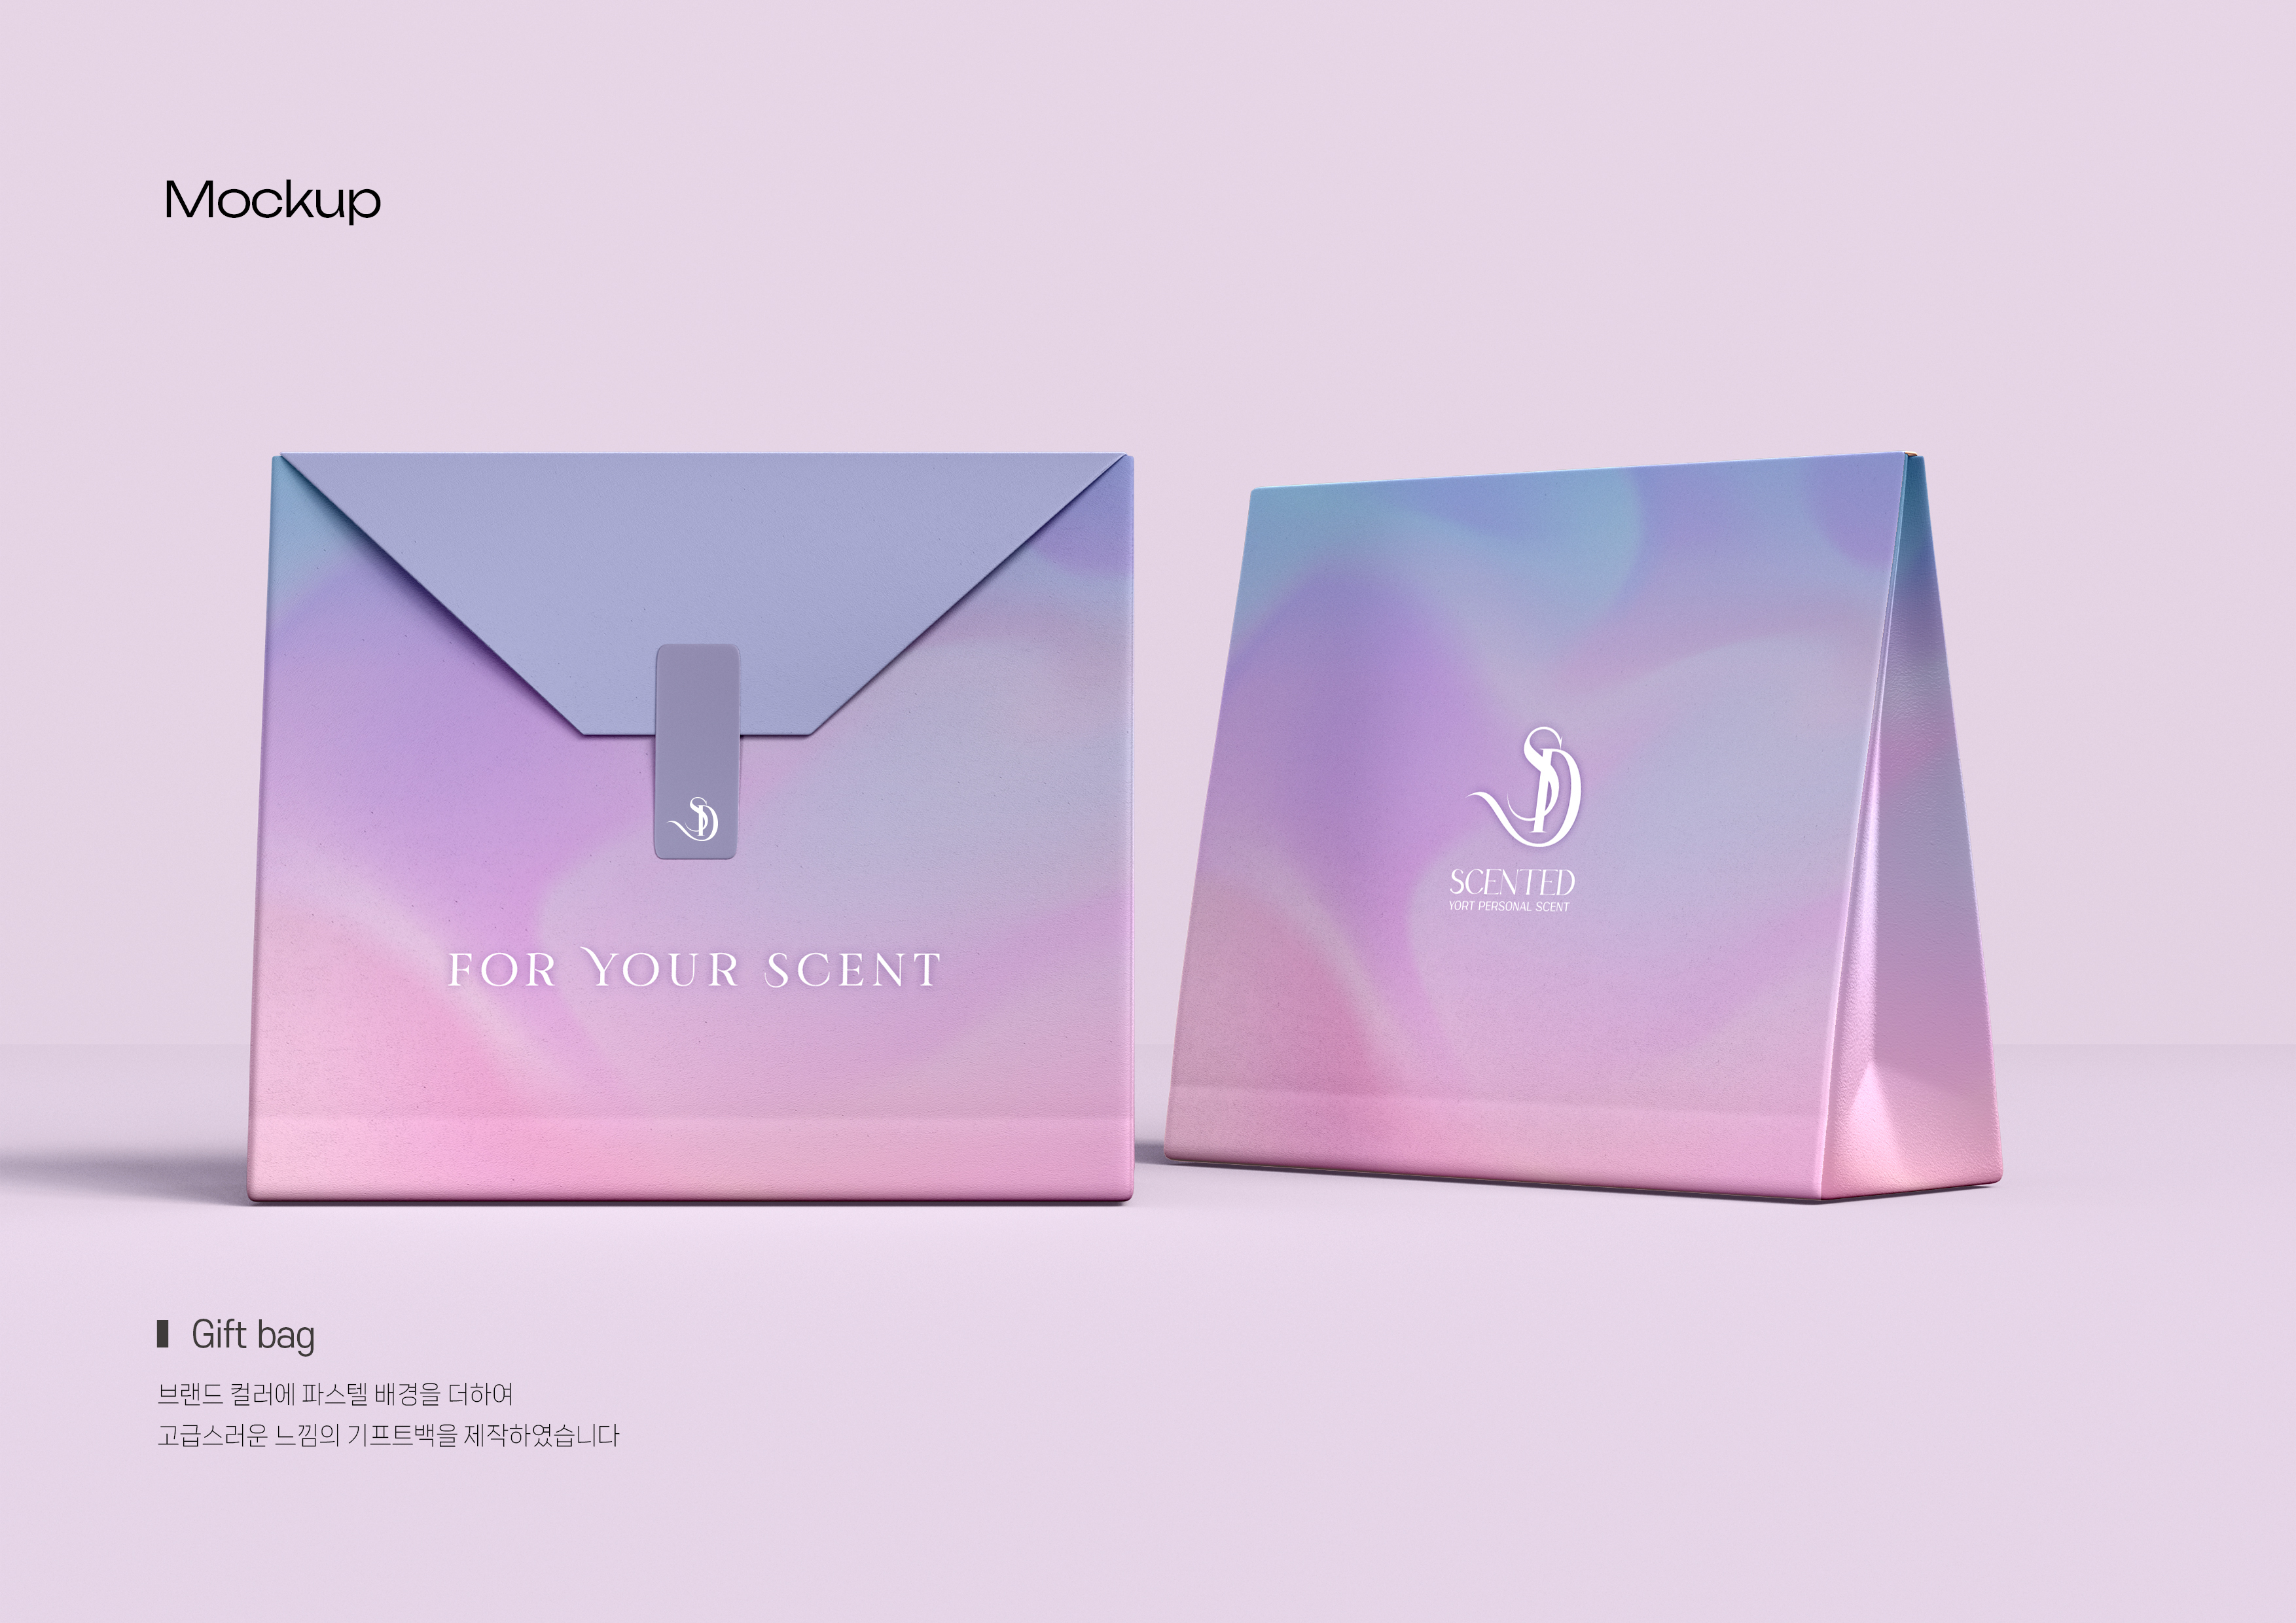 Mockup
FOR YOUR SCENT
SD
SD
SCENTED
YORT PERSONAL SCENT
Gift bag
브랜드 컬러에 파스텔 배경을 더하여
고급스러운 느낌의 기프트백을 제작하였습니다